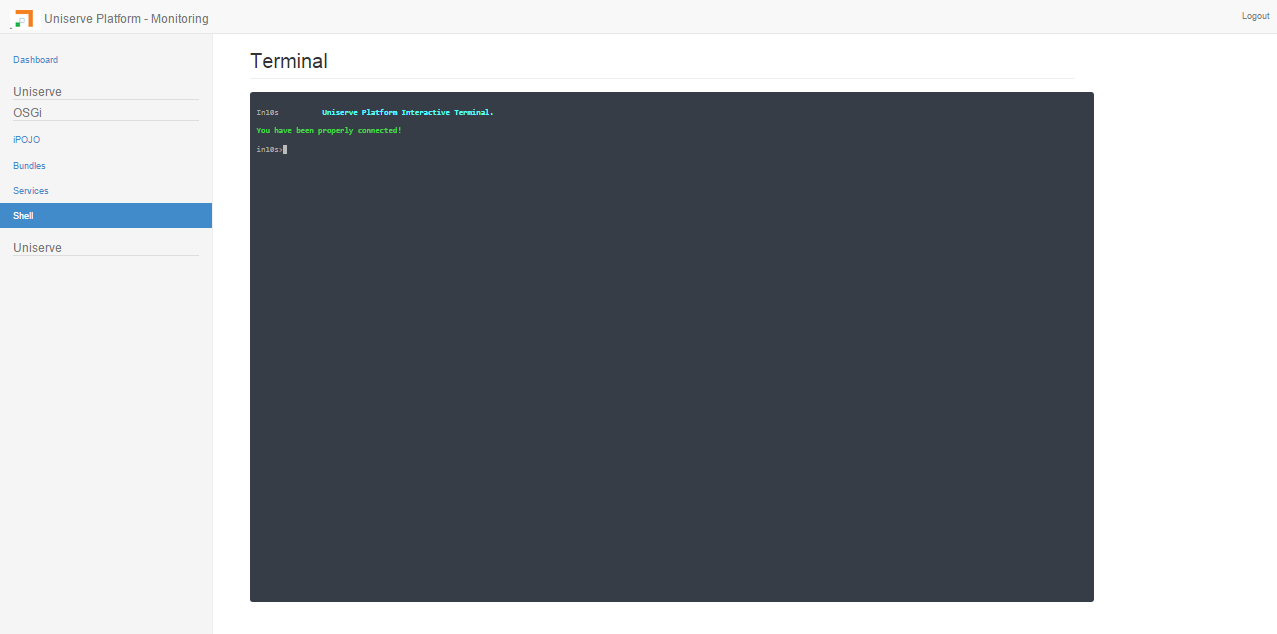 Uniserve Platform - Monitoring
Logout
Dashboard
Uniserve
OSGi
iPOJO
Bundles
Services
Shell
Uniserve
Terminal
In10s Uniserve Platform Interactive Terminal.
You have been properly connected!
in10s>